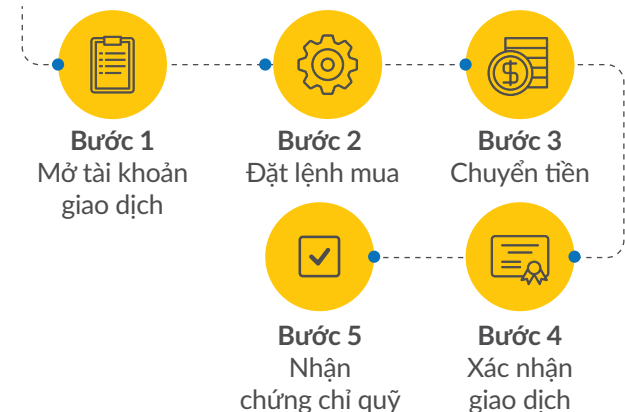 Bước 1
Mở tài khoản
giao dịch
Bước 2
Đặt lệnh mua
Bước 3
Chuyển tiền
$
Bước 4
Xác nhận
giao dịch
Bước 5
Nhận
chứng chỉ quỹ